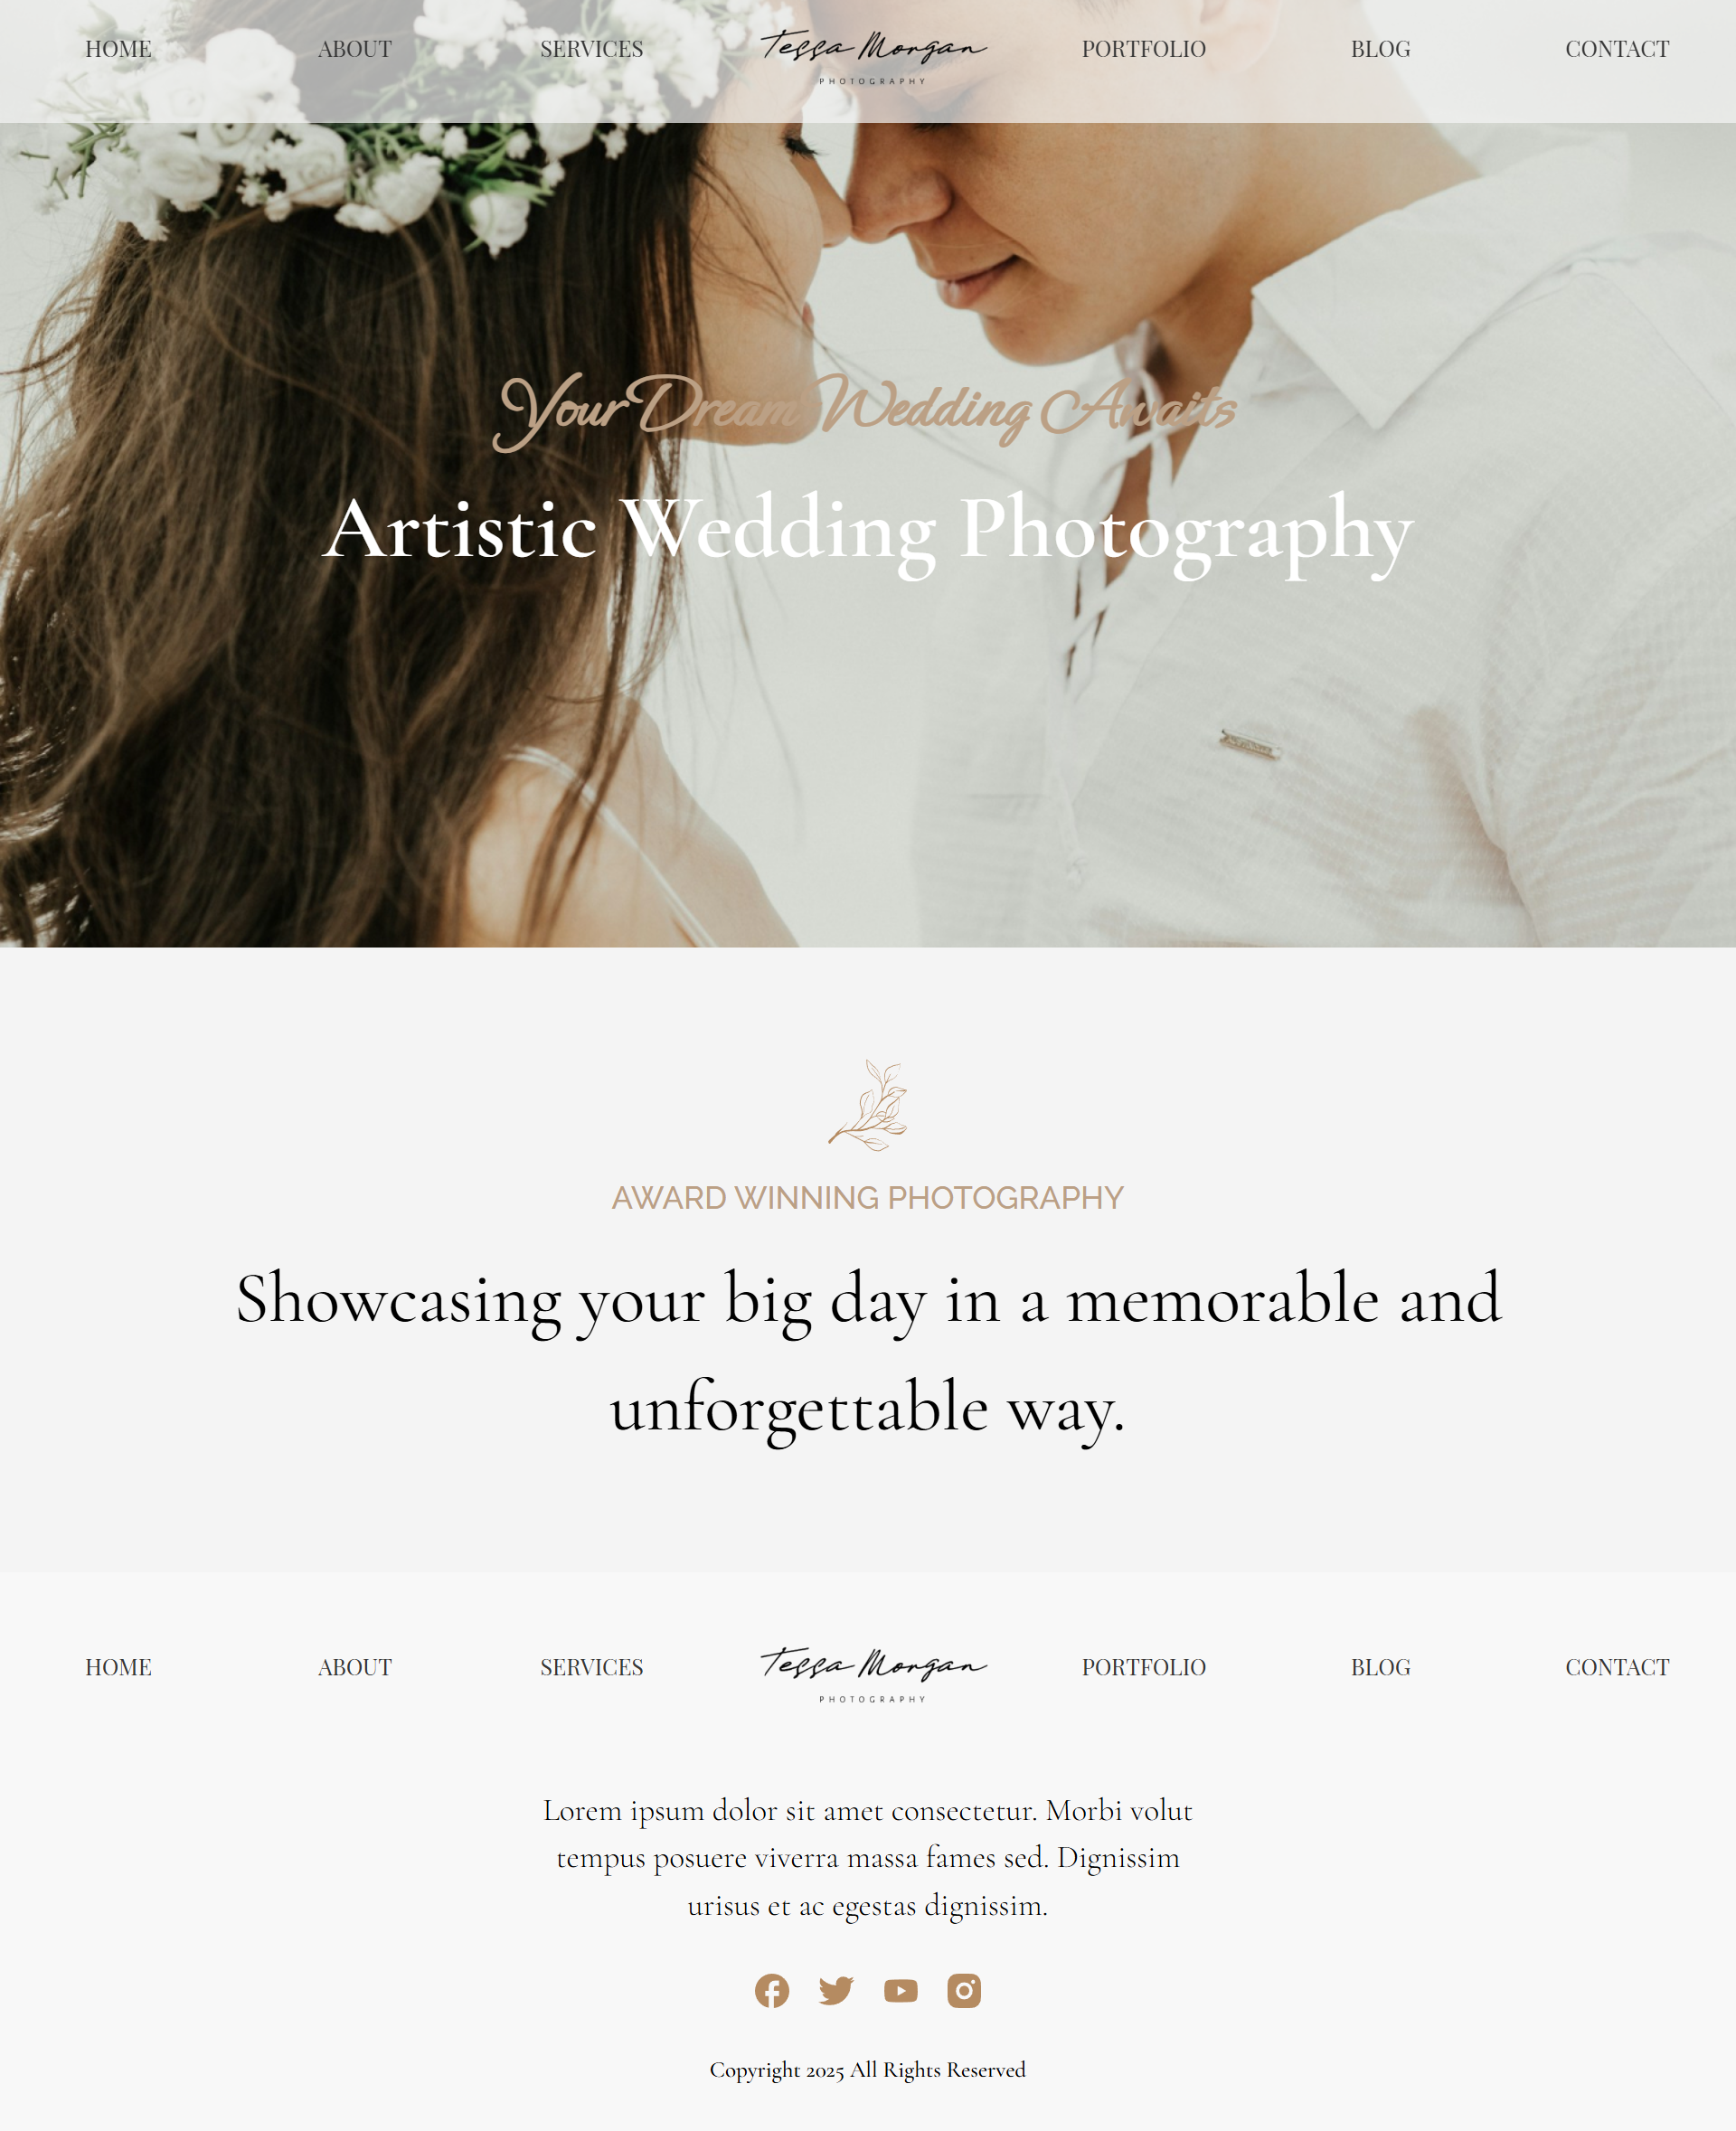 HOME ABOUT SERVICES Tessa Morgan PORTFOLIO BLOG CONTACT
PHOTOGRAPHY
Your Dream Wedding Awaits
Artistic Wedding Photography
AWARD WINNING PHOTOGRAPHY
Showcasing your big day in a memorable and
unforgettable way.
HOME ABOUT SERVICES Tessa Morgan PORTFOLIO BLOG CONTACT
PHOTOGRAPHY
Lorem ipsum dolor sit amet consectetur. Morbi volut
tempus posuere viverra massa fames sed. Dignissim
urisus et ac egestas dignissim.
Copyright 2025 All Rights Reserved